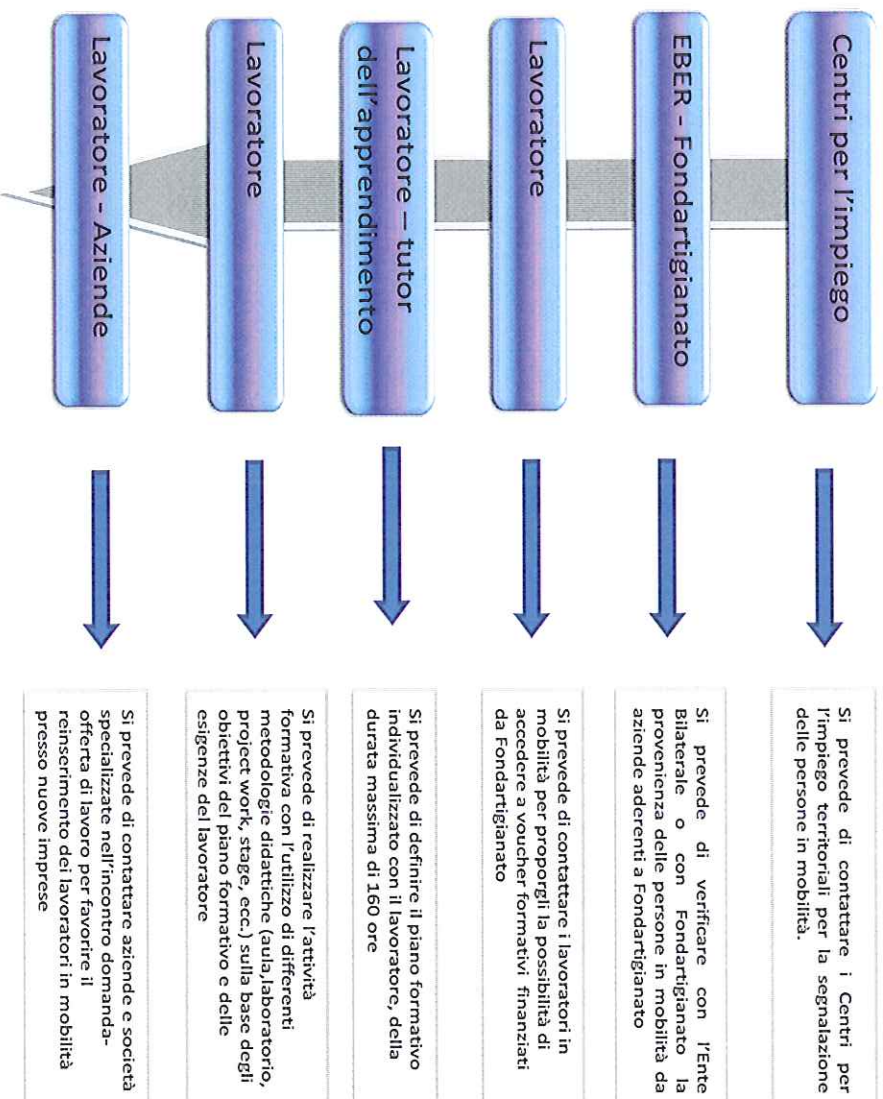 Centri per l'impiego
Si prevede di contattare i Centri per
l'impiego territoriali per la segnalazione
delle persone in mobilità.
EBER - Fondartigianato
Si prevede di verificare con l'Ente
Bilaterale o con Fondartigianato la
provenienza delle persone in mobilità da
aziende aderenti a Fondartigianato
Lavoratore
Si prevede di contattare i lavoratori in
mobilità per proporgli la possibilità di
accedere a voucher formativi finanziati
da Fondartigianato
Lavoratore – tutor
dell'apprendimento
Si prevede di definire il piano formativo
individualizzato con il lavoratore, della
durata massima di 160 ore
Lavoratore
Si prevede di realizzare l'attività
formativa con l'utilizzo di differenti
metodologie didattiche (aula,laboratorio,
project work, stage, ecc.) sulla base degli
obiettivi del piano formativo e delle
esigenze del lavoratore
Lavoratore - Aziende
Si prevede di contattare aziende e società
specializzate nell'incontro domanda-
offerta di lavoro per favorire il
reinserimento dei lavoratori in mobilità
presso nuove imprese